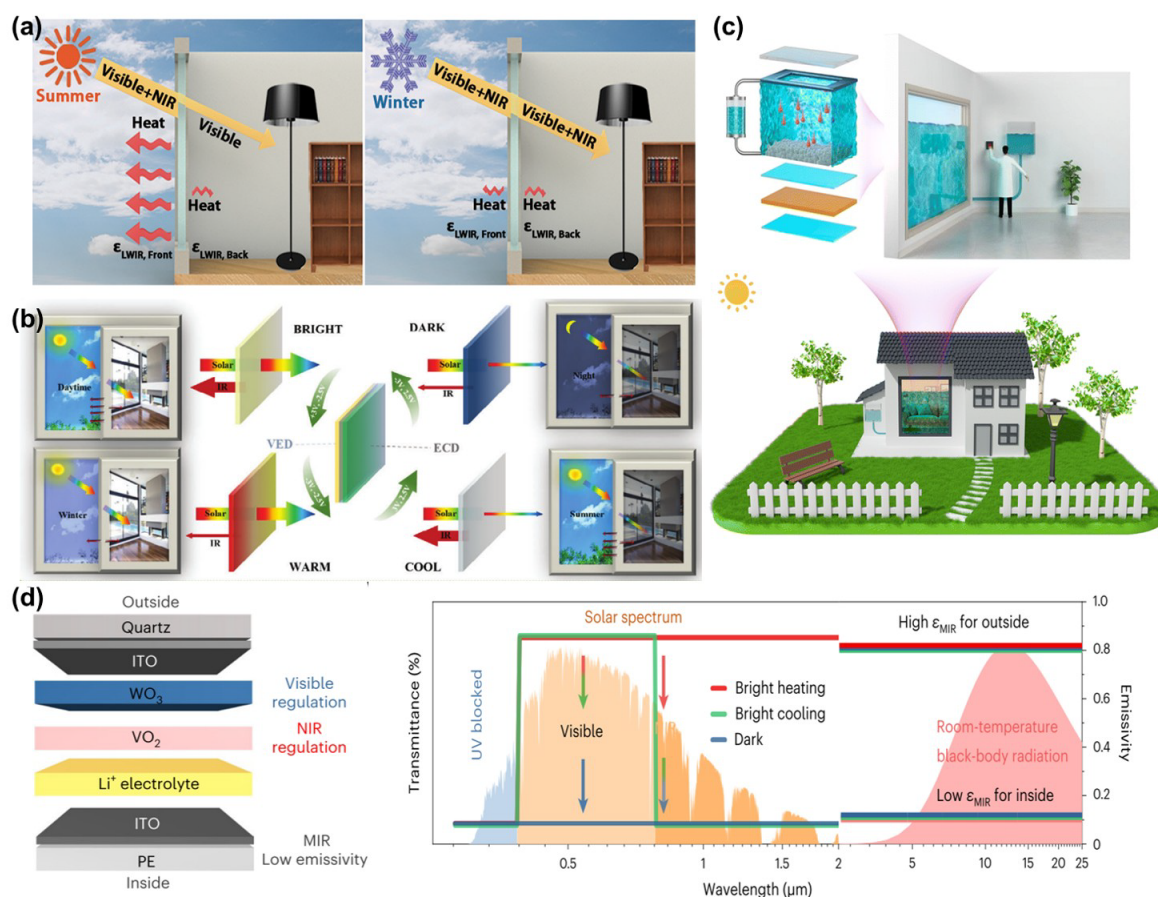 (a)
Summer
Visible+NIR
Visible
Heat
Heat
εLWIR, Front
εLWIR, Back
Winter
Visible+NIR
Visible+NIR
Heat
Heat
εLWIR, Front
εLWIR, Back
(b)
BRIGHT
DARK
Solar
IR
Daytime
Solar
IR
Night
VED
ECD
Solar
IR
Winter
Solar
IR
Summer
WARM
COOL
(c)
(d)
Outside
Quartz
ITO
WO₃
VO₂
Li⁺ electrolyte
ITO
PE
Inside
Visible
regulation
NIR
regulation
MIR
Low emissivity
Transmittance (%)
Solar spectrum
UV blocked
Visible
Bright heating
Bright cooling
Dark
High εMIR for outside
Room-temperature
black-body radiation
Low εMIR for inside
1.0
0.8
0.6
0.4
0.2
0
Emissivity
0.5
1
1.5
2
5
10
15
20
25
Wavelength (μm)